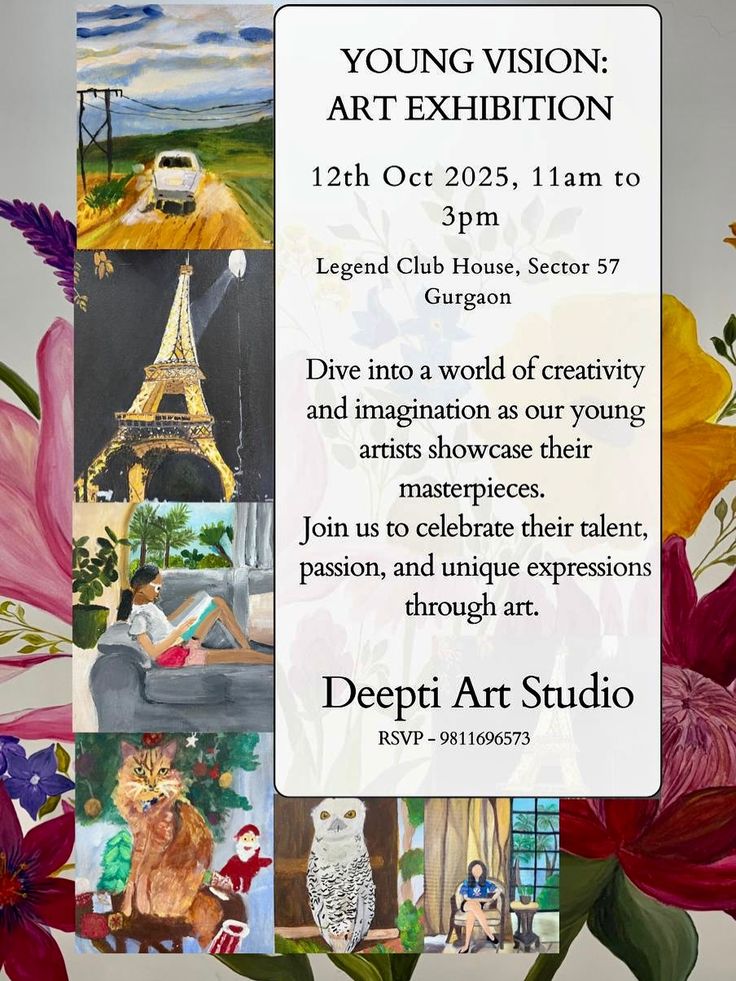 YOUNG VISION:
ART EXHIBITION
12th Oct 2025, 11am to
3pm
Legend Club House, Sector 57
Gurgaon
Dive into a world of creativity
and imagination as our young
artists showcase their
masterpieces.
Join us to celebrate their talent,
passion, and unique expressions
through art.
Deepti Art Studio
RSVP - 9811696573